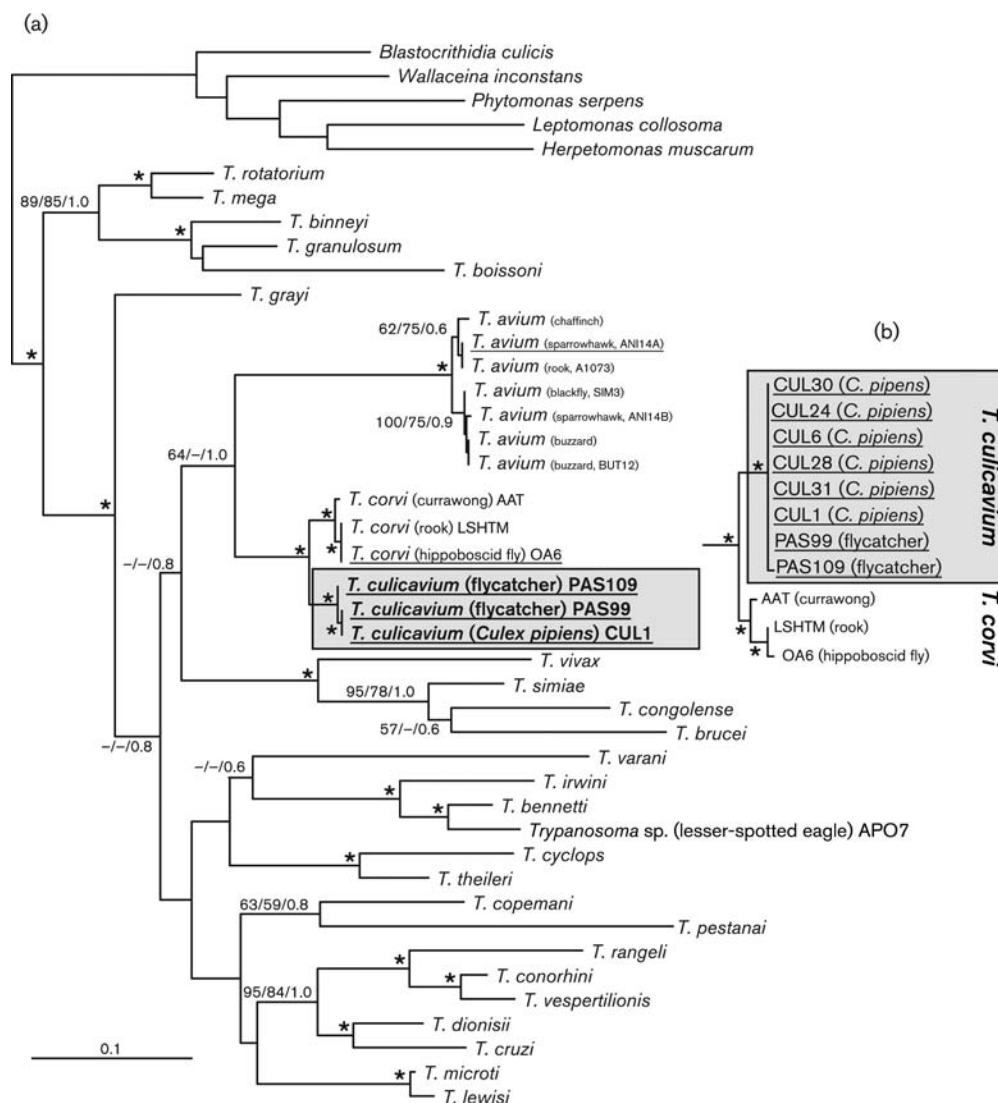 (a)
Blastocrithidia culicis
Wallaceina inconstans
Phytomonas serpens
Leptomonas collosoma
Herpetomonas muscarum
*
T. rotatorium
89/85/1.0
T. mega
*
T. binneyi
T. granulosum
T. boissoni
T. grayi
*
62/75/0.6
T. avium (chaffinch)
T. avium (sparrowhawk, ANI14A)
*
T. avium (rook, A1073)
T. avium (blackfly, SIM3)
100/75/0.9
T. avium (sparrowhawk, ANI14B)
T. avium (buzzard)
64/–/1.0
T. avium (buzzard, BUT12)
*
*
T. corvi (currawong) AAT
T. corvi (rook) LSHTM
*
*
T. corvi (hippoboscid fly) OA6
–/–/0.8
T. culicavium (flycatcher) PAS109
T. culicavium (flycatcher) PAS99
*
T. culicavium (Culex pipiens) CUL1
T. vivax
*
95/78/1.0
T. simiae
T. congolense
57/–/0.6
T. brucei
–/–/0.8
T. varani
–/–/0.6
*
T. irwini
*
T. bennetti
Trypanosoma sp. (lesser-spotted eagle) APO7
*
T. cyclops
T. theileri
63/59/0.8
T. copemani
T. pestanai
*
T. rangeli
*
T. conorhini
95/84/1.0
T. vespertilionis
*
T. dionisii
T. cruzi
0.1
*
T. microti
T. lewisi
(b)
CUL30 (C. pipens)
CUL24 (C. pipiens)
CUL6 (C. pipiens)
*
CUL28 (C. pipiens)
CUL31 (C. pipiens)
CUL1 (C. pipiens)
*
PAS99 (flycatcher)
PAS109 (flycatcher)
T. culicavium
AAT (currawong)
*
LSHTM (rook)
*
OA6 (hippoboscid fly)
T. corvi